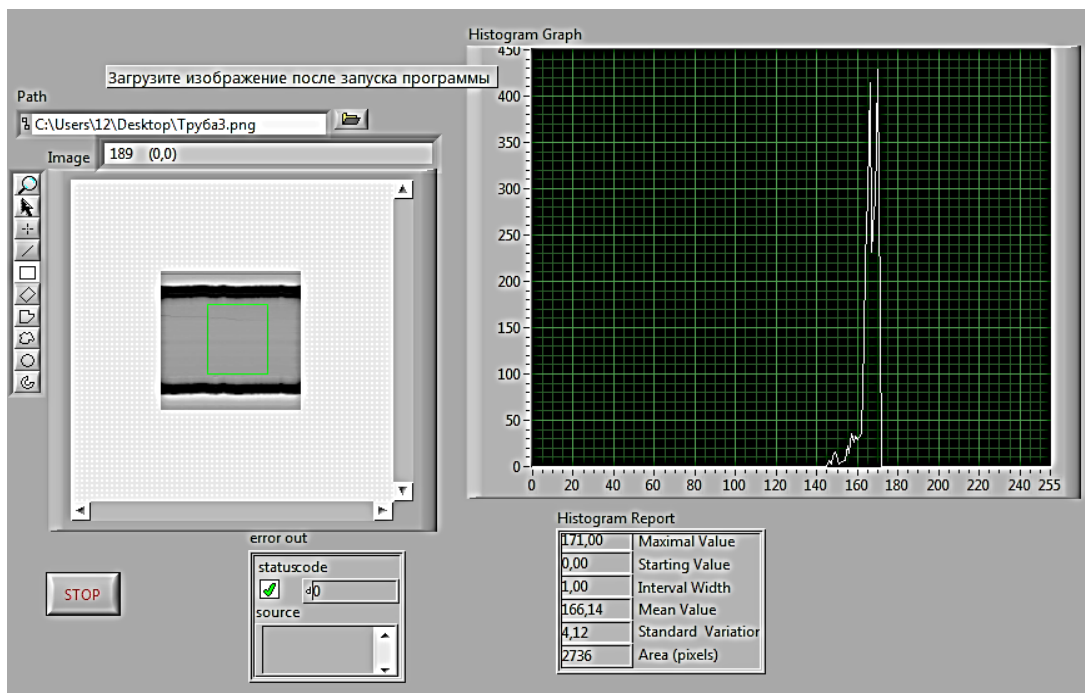 Histogram Graph
Загрузите изображение после запуска программы
Path
C:\Users\12\Desktop\Труба3.png
Image
189 (0,0)
450
400
350
300
250
200
150
100
50
0
0 20 40 60 80 100 120 140 160 180 200 220 240 255
error out
status code
d0
source
STOP
Histogram Report
171,00 Maximal Value
0,00 Starting Value
1,00 Interval Width
166,14 Mean Value
4,12 Standard Variation
2736 Area (pixels)